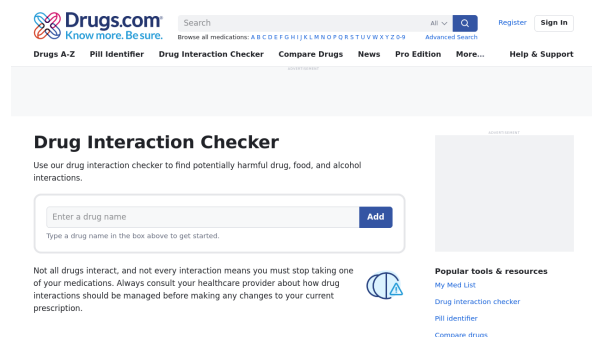 Drugs.com
Know more. Be sure.
Search
All
Register
Sign In
Browse all medications: A B C D E F G H I J K L M N O P Q R S T U V W X Y Z 0-9
Advanced Search
Drugs A-Z
Pill Identifier
Drug Interaction Checker
Compare Drugs
News
Pro Edition
More...
Help & Support
ADVERTISEMENT
Drug Interaction Checker
Use our drug interaction checker to find potentially harmful drug, food, and alcohol
interactions.
Enter a drug name
Add
Type a drug name in the box above to get started.
Not all drugs interact, and not every interaction means you must stop taking one
of your medications. Always consult your healthcare provider about how drug
interactions should be managed before making any changes to your current
prescription.
ADVERTISEMENT
Popular tools & resources
My Med List
Drug interaction checker
Pill identifier
Compare drugs